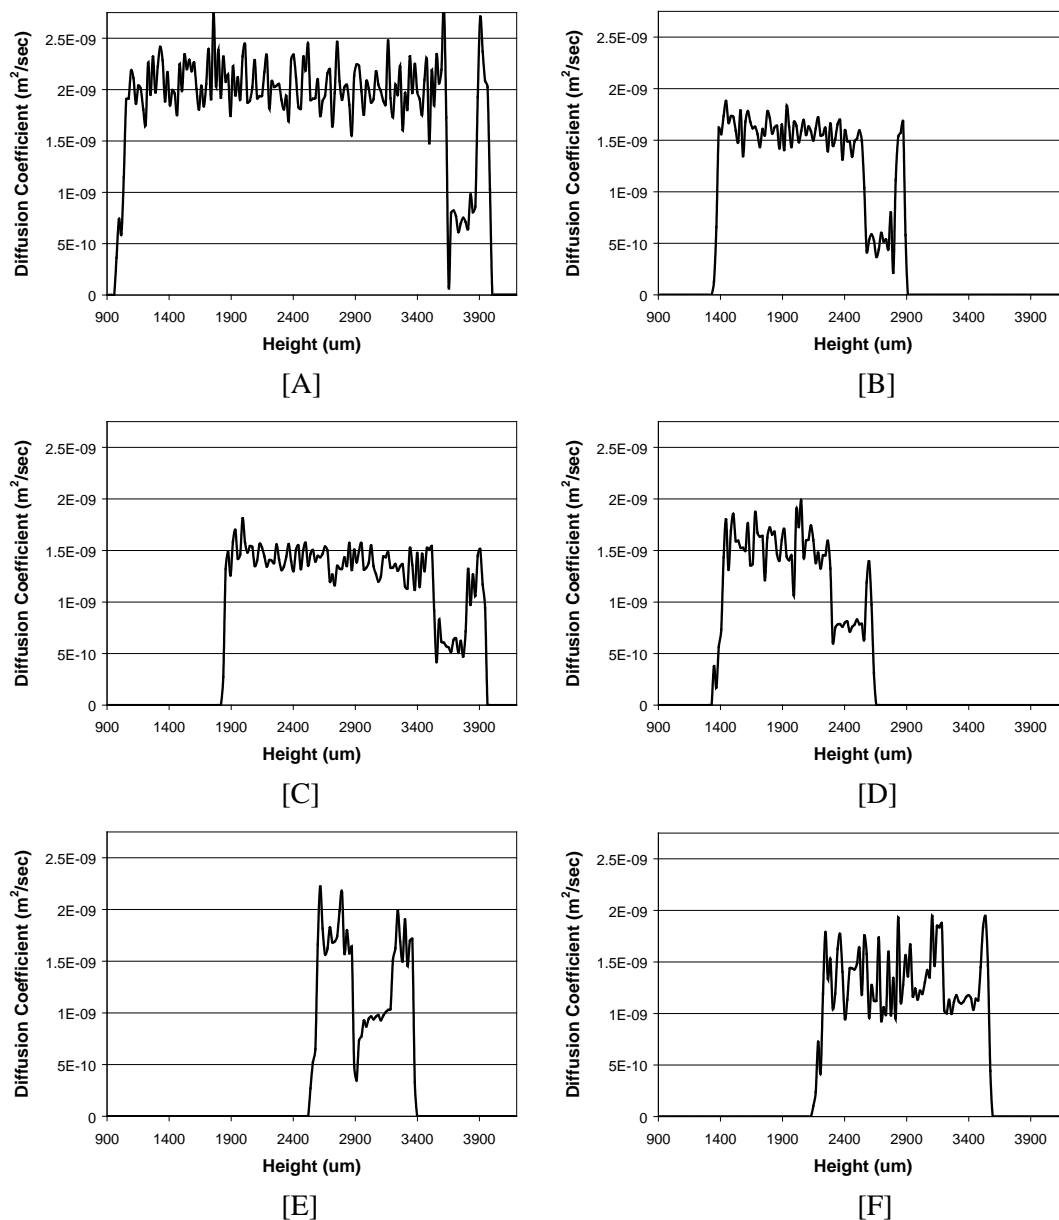 Diffusion Coefficient (m²/sec)
2.5E-09
2E-09
1.5E-09
1E-09
5E-10
0
900 1400 1900 2400 2900 3400 3900
Height (um)
[A]
Diffusion Coefficient (m²/sec)
2.5E-09
2E-09
1.5E-09
1E-09
5E-10
0
900 1400 1900 2400 2900 3400 3900
Height (um)
[B]
Diffusion Coefficient (m²/sec)
2.5E-09
2E-09
1.5E-09
1E-09
5E-10
0
900 1400 1900 2400 2900 3400 3900
Height (um)
[C]
Diffusion Coefficient (m²/sec)
2.5E-09
2E-09
1.5E-09
1E-09
5E-10
0
900 1400 1900 2400 2900 3400 3900
Height (um)
[D]
Diffusion Coefficient (m²/sec)
2.5E-09
2E-09
1.5E-09
1E-09
5E-10
0
900 1400 1900 2400 2900 3400 3900
Height (um)
[E]
Diffusion Coefficient (m²/sec)
2.5E-09
2E-09
1.5E-09
1E-09
5E-10
0
900 1400 1900 2400 2900 3400 3900
Height (um)
[F]